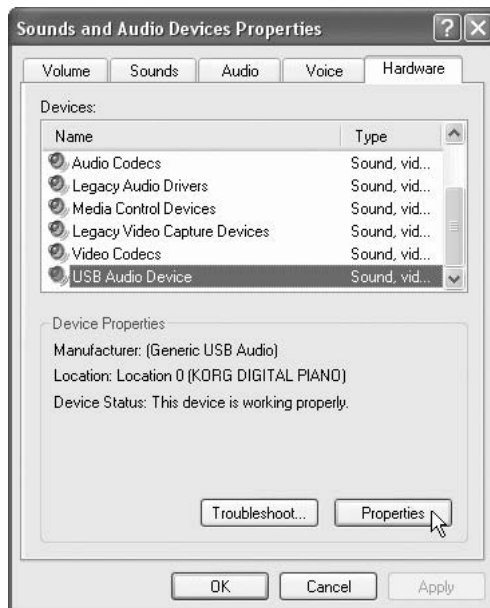 Sounds and Audio Devices Properties
Volume Sounds Audio Voice Hardware
Devices:
Name Type
Audio Codecs Sound, vid...
Legacy Audio Drivers Sound, vid...
Media Control Devices Sound, vid...
Legacy Video Capture Devices Sound, vid...
Video Codecs Sound, vid...
USB Audio Device Sound, vid...
Device Properties
Manufacturer: (Generic USB Audio)
Location: Location 0 (KORG DIGITAL PIANO)
Device Status: This device is working properly.
Troubleshoot... Properties
OK Cancel Apply